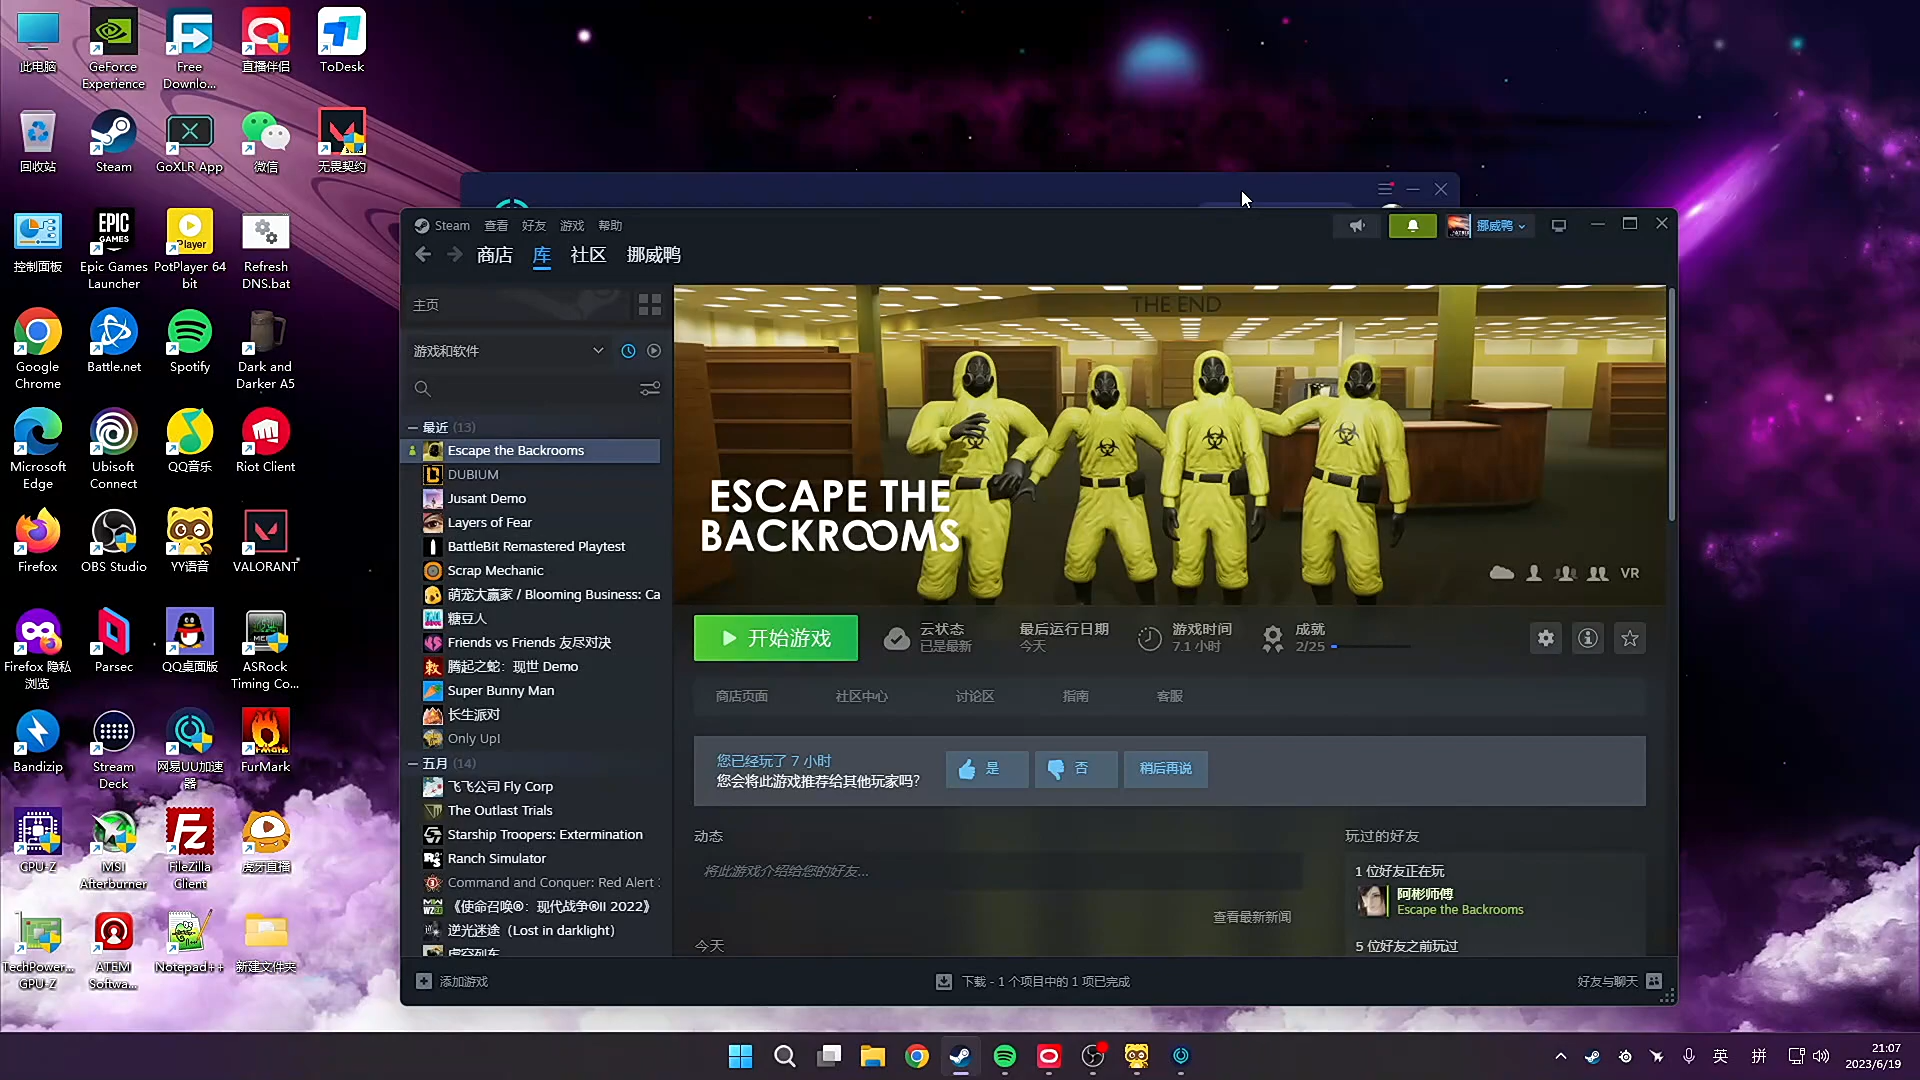 此电脑
GeForce
Experience
Free
Downlo...
直播伴侣
ToDesk
回收站
Steam
GoXLR App
微信
无畏契约
控制面板
EPIC
GAMES
Epic Games
Launcher
Player
PotPlayer 64
bit
Refresh
DNS.bat
Google
Chrome
Battle.net
Spotify
Dark and
Darker A5
Microsoft
Edge
Ubisoft
Connect
QQ音乐
Riot Client
Firefox
OBS Studio
YY语音
VALORANT
Firefox 隐私
浏览
Parsec
QQ桌面版
ASRock
Timing Co...
Bandizip
Stream
Deck
网易UU加速
器
FurMark
GPU-Z
MSI
Afterburner
FileZilla
Client
虎牙直播
TechPower...
GPU-Z
ATEM
Softwa...
Notepad++
新建文件夹
Steam 查看 好友 游戏 帮助
挪威鸭
商店 库 社区 挪威鸭
主页
游戏和软件
最近 (13)
Escape the Backrooms
DUBIUM
Jusant Demo
Layers of Fear
BattleBit Remastered Playtest
Scrap Mechanic
萌宠大赢家 / Blooming Business: Ca
糖豆人
Friends vs Friends 友尽对决
腾起之蛇：现世 Demo
Super Bunny Man
长生派对
Only Up!
五月 (14)
飞飞公司 Fly Corp
The Outlast Trials
Starship Troopers: Extermination
Ranch Simulator
Command and Conquer: Red Alert
《使命召唤®：现代战争®II 2022》
逆光迷途（Lost in darklight）
虚空列车
添加游戏
THE END
ESCAPE THE
BACKROOMS
VR
开始游戏
云状态
已是最新
最后运行日期
今天
游戏时间
7.1 小时
成就
2/25
商店页面 社区中心 讨论区 指南 客服
您已经玩了 7 小时
您会将此游戏推荐给其他玩家吗？
是
否
稍后再说
动态
将此游戏介绍给您的好友...
查看最新新闻
今天
玩过的好友
1 位好友正在玩
阿彬师傅
Escape the Backrooms
5 位好友之前玩过
下载 - 1 个项目中的 1 项已完成
好友与聊天
英
拼
21:07
2023/6/19